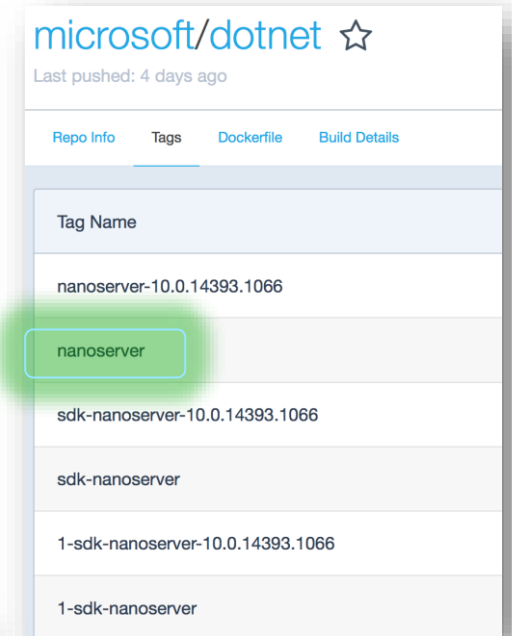 microsoft/dotnet
Last pushed: 4 days ago
Repo Info Tags Dockerfile Build Details
Tag Name
nanoserver-10.0.14393.1066
nanoserver
sdk-nanoserver-10.0.14393.1066
sdk-nanoserver
1-sdk-nanoserver-10.0.14393.1066
1-sdk-nanoserver